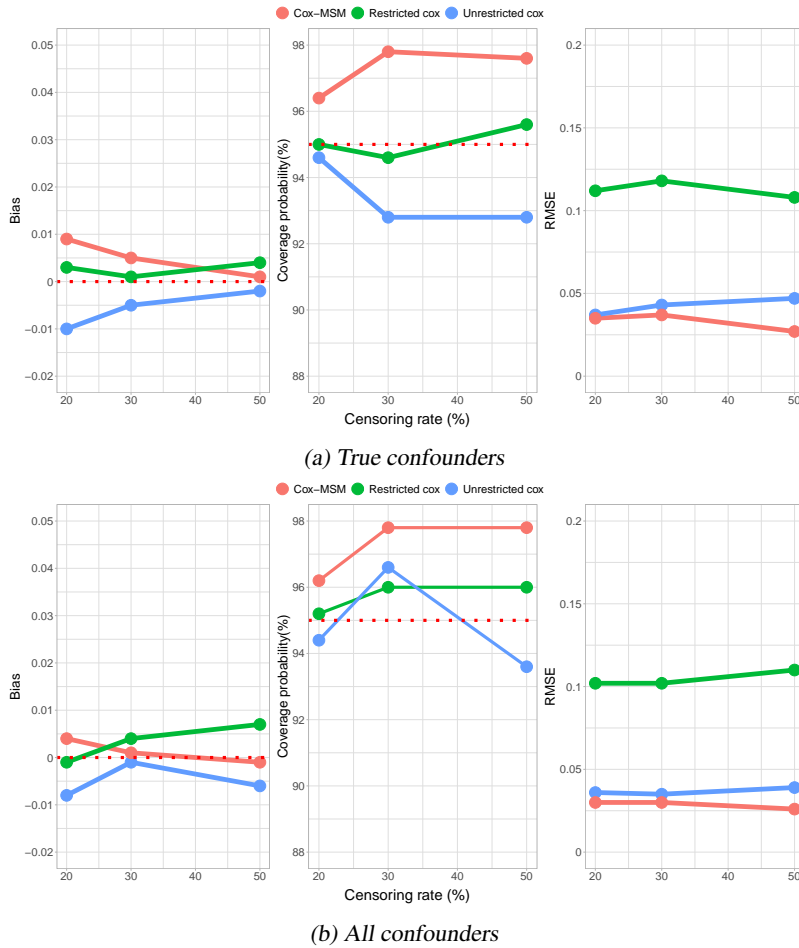 Cox−MSM Restricted cox Unrestricted cox
0.05
0.04
0.03
0.02
0.01
0
−0.01
−0.02
Bias
20 30 40 50
98
96
94
92
90
88
Coverage probability(%)
20 30 40 50
Censoring rate (%)
0.2
0.15
0.1
0.05
0
RMSE
20 30 40 50
(a) True confounders
Cox−MSM Restricted cox Unrestricted cox
0.05
0.04
0.03
0.02
0.01
0
−0.01
−0.02
Bias
20 30 40 50
98
96
94
92
90
88
Coverage probability(%)
20 30 40 50
Censoring rate (%)
0.2
0.15
0.1
0.05
0
RMSE
20 30 40 50
(b) All confounders